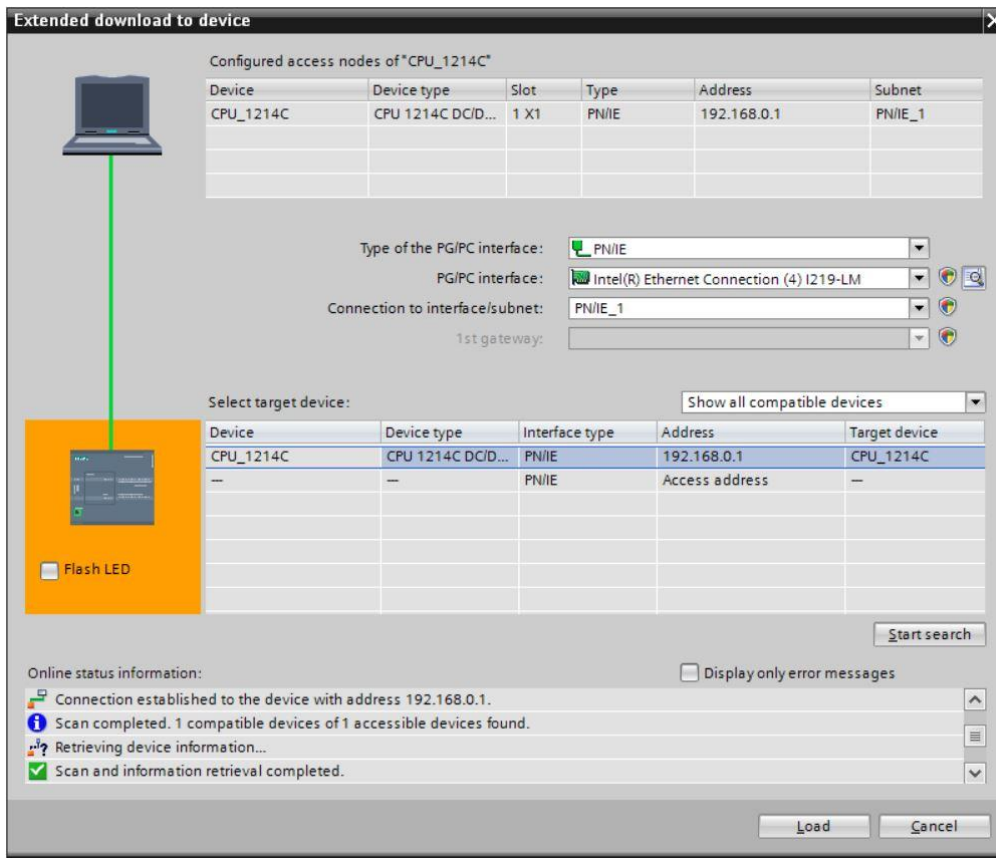 Extended download to device
Configured access nodes of "CPU_1214C"
Device Device type Slot Type Address Subnet
CPU_1214C CPU 1214C DC/D... 1 X1 PN/IE 192.168.0.1 PN/IE_1
Type of the PG/PC interface: PN/IE
PG/PC interface: Intel(R) Ethernet Connection (4) I219-LM
Connection to interface/subnet: PN/IE_1
1st gateway:
Select target device: Show all compatible devices
Device Device type Interface type Address Target device
CPU_1214C CPU 1214C DC/D... PN/IE 192.168.0.1 CPU_1214C
— — PN/IE Access address —
Flash LED
Start search
Online status information: Display only error messages
Connection established to the device with address 192.168.0.1.
Scan completed. 1 compatible devices of 1 accessible devices found.
Retrieving device information...
Scan and information retrieval completed.
Load Cancel